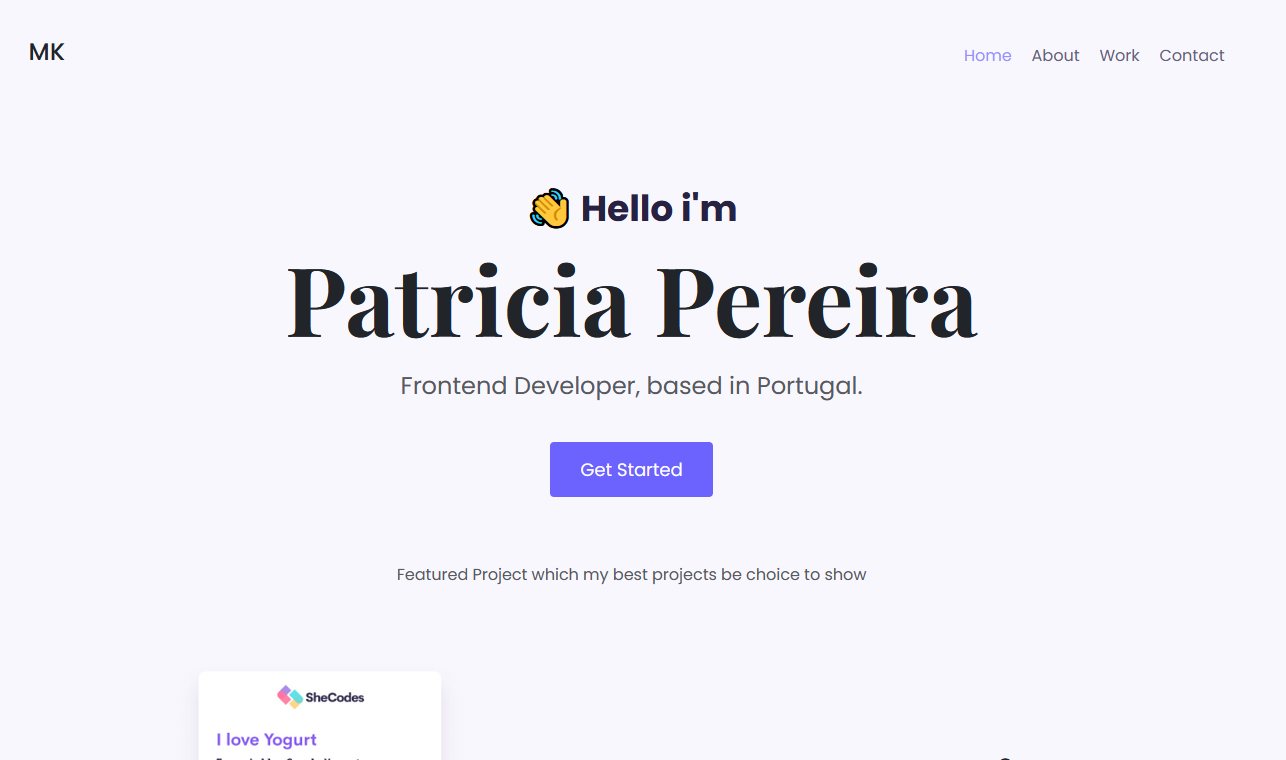 MK
Home About Work Contact
Hello i'm
Patricia Pereira
Frontend Developer, based in Portugal.
Get Started
Featured Project which my best projects be choice to show
SheCodes
I love Yogurt